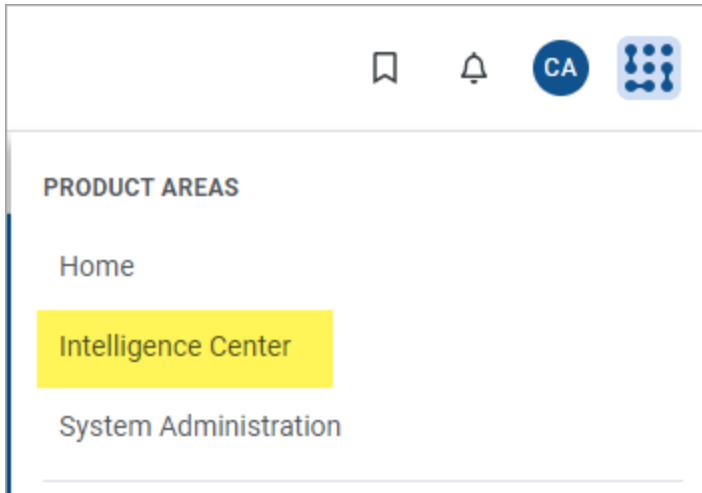 CA
PRODUCT AREAS
Home
Intelligence Center
System Administration